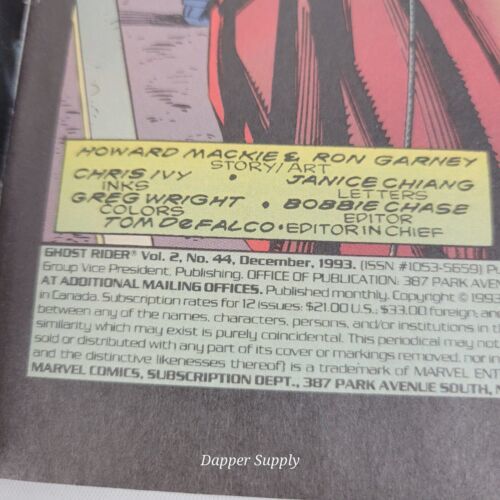 HOWARD MACKIE & RON GARNEY
STORY/ART
CHRIS IVY • JANICE CHIANG
INKS LETTERS
GREG WRIGHT • BOBBIE CHASE
COLORS EDITOR
TOM DEFALCO • EDITOR IN CHIEF
GHOST RIDER® Vol. 2, No. 44, December, 1993. (ISSN #1053-5659) P
Group Vice President, Publishing. OFFICE OF PUBLICATION: 387 PARK AVEN
AT ADDITIONAL MAILING OFFICES. Published monthly. Copyright © 199
in Canada. Subscription rates for 12 issues: $21.00 U.S., $33.00 foreign; and
between any of the names, characters, persons, and/or institutions in t
similarity which may exist is purely coincidental. This periodical may not
sold or distributed with any part of its cover or markings removed, nor in
and the distinctive likenesses thereof) is a trademark of MARVEL ENT
MARVEL COMICS, SUBSCRIPTION DEPT., 387 PARK AVENUE SOUTH, N
Dapper Supply